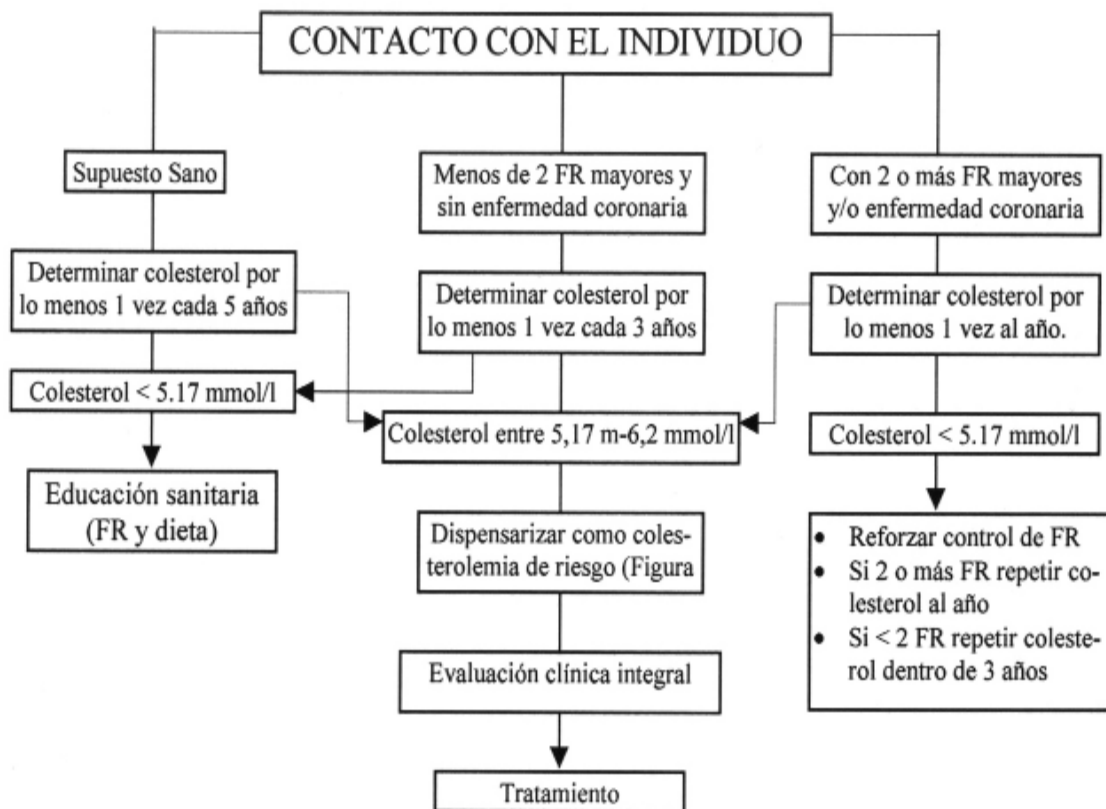 CONTACTO CON EL INDIVIDUO
Supuesto Sano
Menos de 2 FR mayores y
sin enfermedad coronaria
Con 2 o más FR mayores
y/o enfermedad coronaria
Determinar colesterol por
lo menos 1 vez cada 5 años
Determinar colesterol por
lo menos 1 vez cada 3 años
Determinar colesterol por
lo menos 1 vez al año.
Colesterol < 5.17 mmol/l
Colesterol entre 5,17 m-6,2 mmol/l
Colesterol < 5.17 mmol/l
Educación sanitaria
(FR y dieta)
Dispensarizar como coles-
terolemia de riesgo (Figura
• Reforzar control de FR
• Si 2 o más FR repetir co-
lesterol al año
• Si < 2 FR repetir coleste-
rol dentro de 3 años
Evaluación clínica integral
Tratamiento